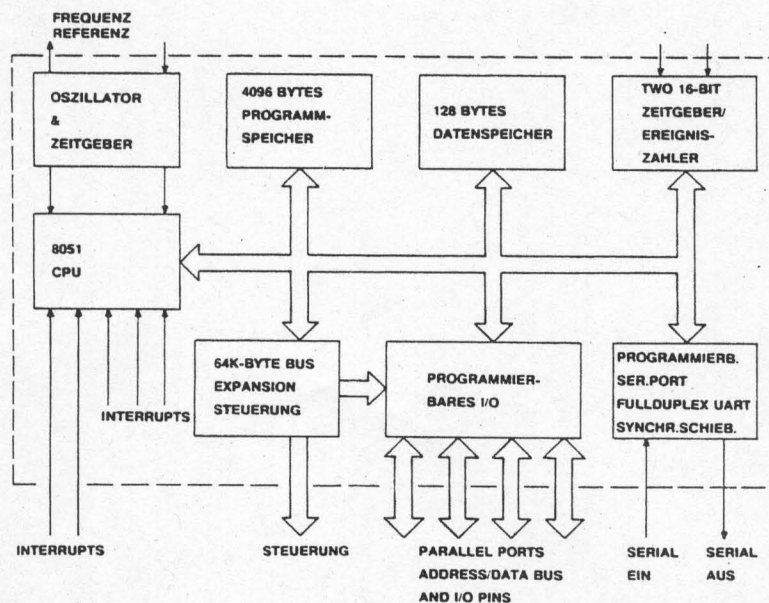 FREQUENZ
REFERENZ
OSZILLATOR
&
ZEITGEBER
4096 BYTES
PROGRAMM-
SPEICHER
128 BYTES
DATENSPEICHER
TWO 16-BIT
ZEITGEBER/
EREIGNIS-
ZAHLER
8051
CPU
64K-BYTE BUS
EXPANSION
STEUERUNG
PROGRAMMIER-
BARES I/O
PROGRAMMIERB.
SER.PORT
FULLDUPLEX UART
SYNCHR.SCHIEB.
INTERRUPTS
INTERRUPTS
STEUERUNG
PARALLEL PORTS
ADDRESS/DATA BUS
AND I/O PINS
SERIAL
EIN
SERIAL
AUS